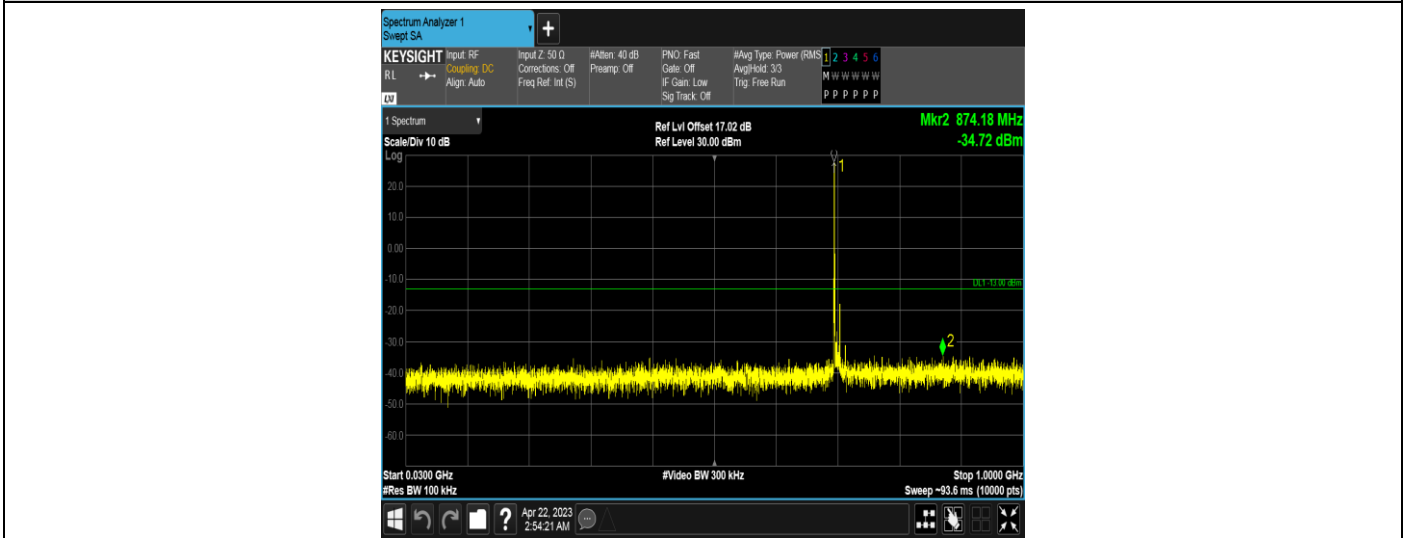 Spectrum Analyzer 1
Swept SA
+
KEYSIGHT
RL
LXI
Input: RF
Coupling: DC
Align: Auto
Input Z: 50 Ω
Corrections: Off
Freq Ref: Int (S)
#Atten: 40 dB
Preamp: Off
PNO: Fast
Gate: Off
IF Gain: Low
Sig Track: Off
#Avg Type: Power (RMS
Avg|Hold: 3/3
Trig: Free Run
1 2 3 4 5 6
M W W W W W
P P P P P P
1 Spectrum
Scale/Div 10 dB
Ref Lvl Offset 17.02 dB
Ref Level 30.00 dBm
Mkr2 874.18 MHz
-34.72 dBm
Log
1
20.0
10.0
0.00
-10.0
DL1 -13.00 dBm
-20.0
-30.0
2
-40.0
-50.0
-60.0
Start 0.0300 GHz
#Res BW 100 kHz
#Video BW 300 kHz
Stop 1.0000 GHz
Sweep ~93.6 ms (10000 pts)
?
Apr 22, 2023
2:54:21 AM